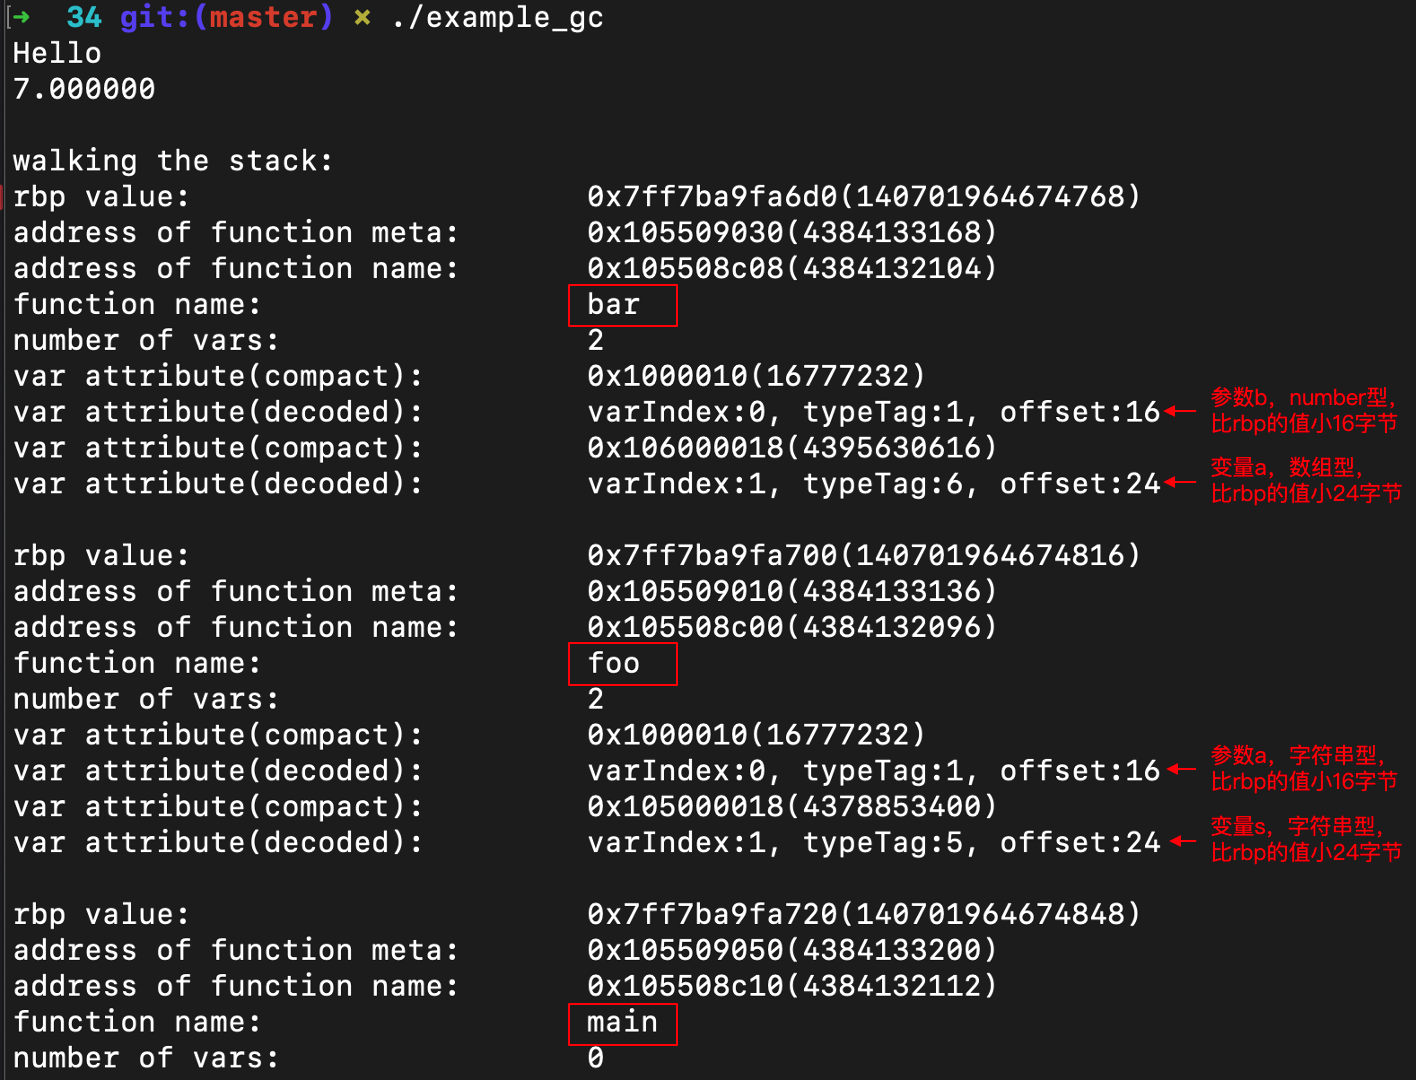 [➜  34 git:(master) ✗ ./example_gc
Hello
7.000000
walking the stack:
rbp value: 0x7ff7ba9fa6d0(140701964674768)
address of function meta: 0x105509030(4384133168)
address of function name: 0x105508c08(4384132104)
function name: bar
number of vars: 2
var attribute(compact): 0x1000010(16777232)
var attribute(decoded): varIndex:0, typeTag:1, offset:16
参数b，number型，
比rbp的值小16字节
var attribute(compact): 0x106000018(4395630616)
var attribute(decoded): varIndex:1, typeTag:6, offset:24
变量a，数组型，
比rbp的值小24字节
rbp value: 0x7ff7ba9fa700(140701964674816)
address of function meta: 0x105509010(4384133136)
address of function name: 0x105508c00(4384132096)
function name: foo
number of vars: 2
var attribute(compact): 0x1000010(16777232)
var attribute(decoded): varIndex:0, typeTag:1, offset:16
参数a，字符串型，
比rbp的值小16字节
var attribute(compact): 0x105000018(4378853400)
var attribute(decoded): varIndex:1, typeTag:5, offset:24
变量s，字符串型，
比rbp的值小24字节
rbp value: 0x7ff7ba9fa720(140701964674848)
address of function meta: 0x105509050(4384133200)
address of function name: 0x105508c10(4384132112)
function name: main
number of vars: 0